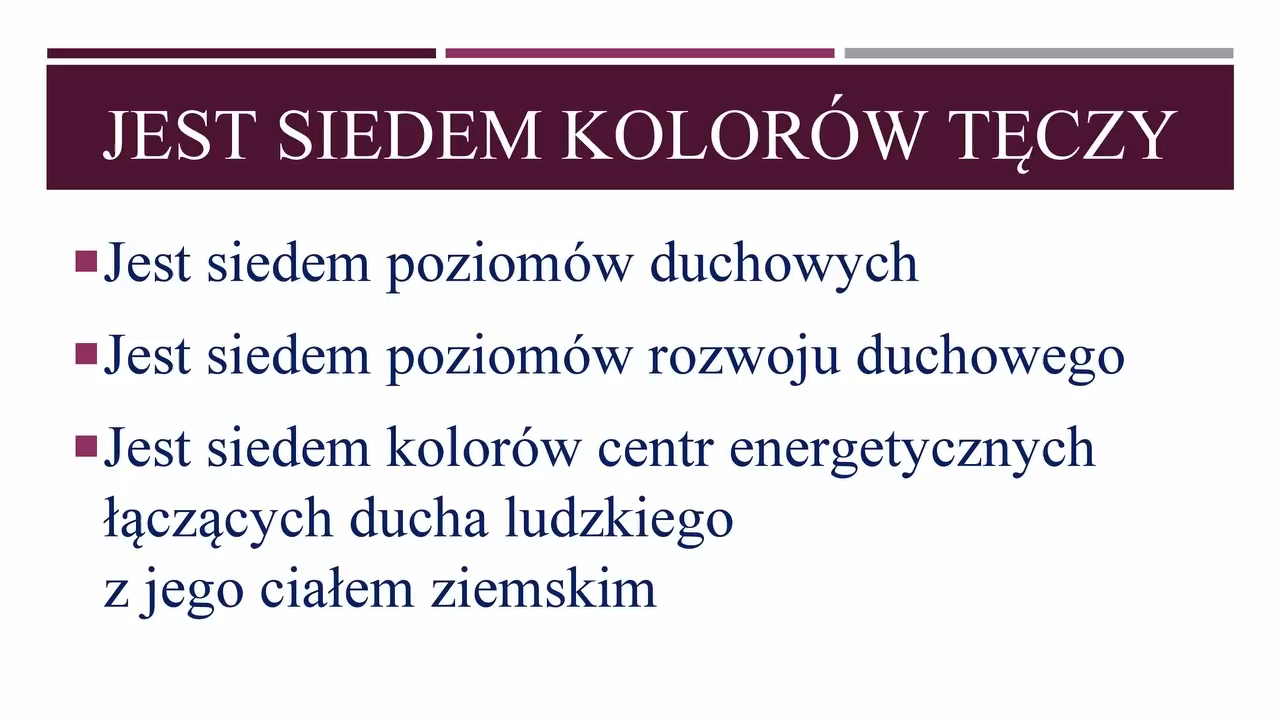 JEST SIEDEM KOLORÓW TĘCZY
Jest siedem poziomów duchowych
Jest siedem poziomów rozwoju duchowego
Jest siedem kolorów centr energetycznych
łączących ducha ludzkiego
z jego ciałem ziemskim